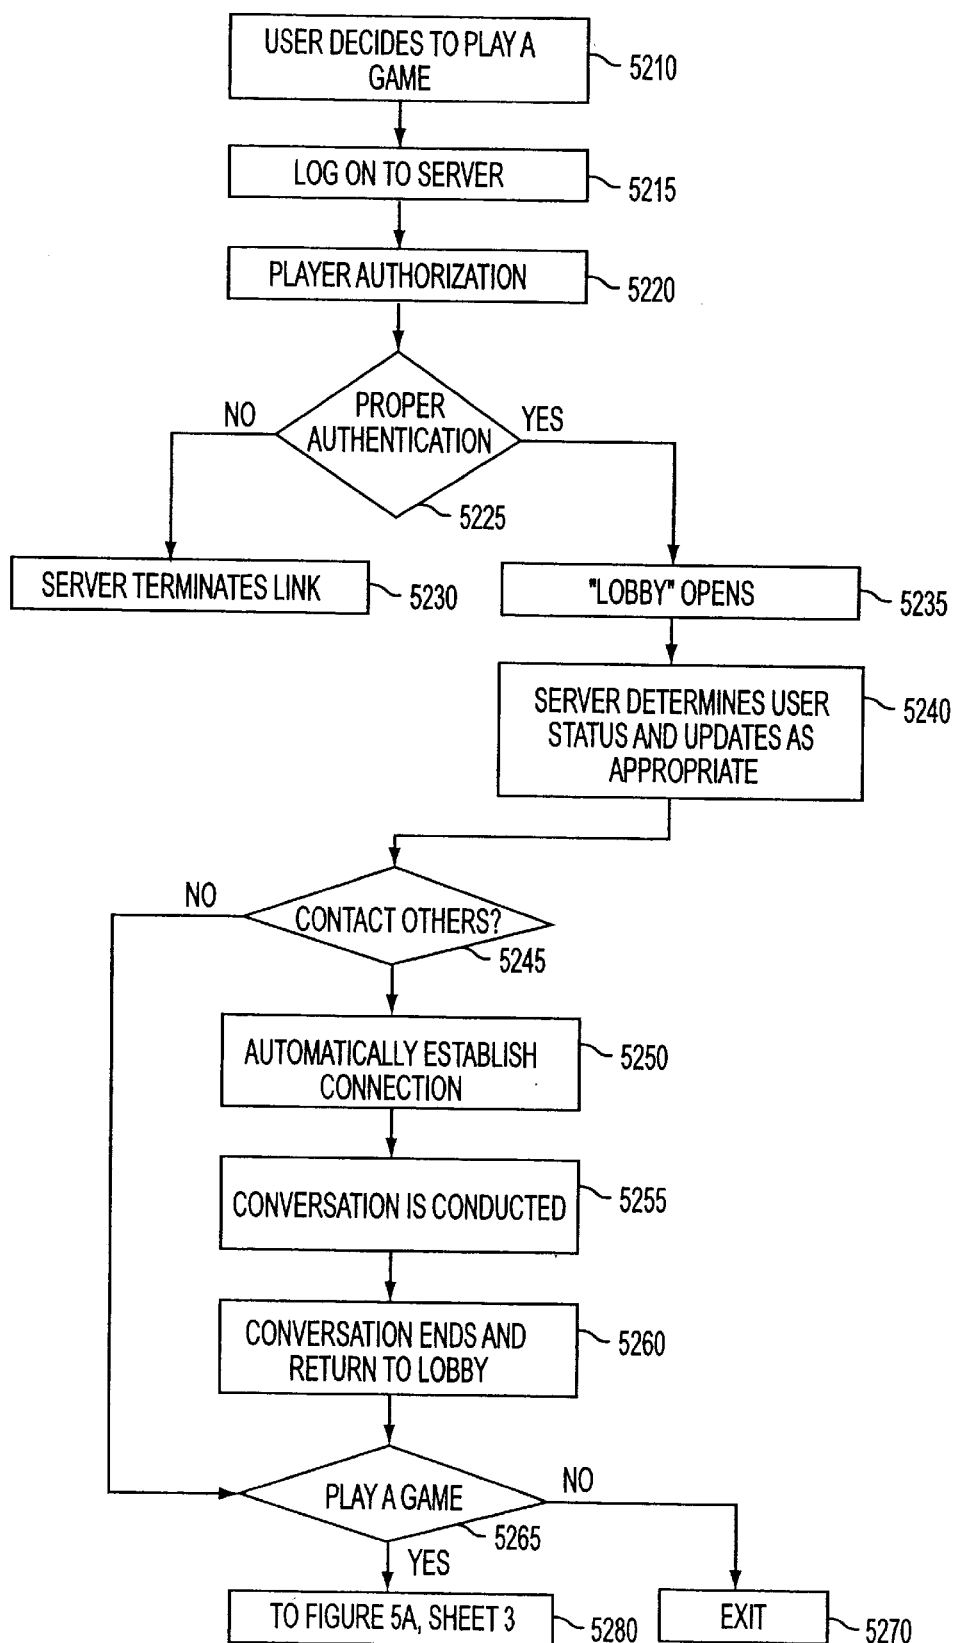 USER DECIDES TO PLAY A
GAME
5210
LOG ON TO SERVER
5215
PLAYER AUTHORIZATION
5220
NO
PROPER
AUTHENTICATION
YES
5225
SERVER TERMINATES LINK
5230
"LOBBY" OPENS
5235
SERVER DETERMINES USER
STATUS AND UPDATES AS
APPROPRIATE
5240
NO
CONTACT OTHERS?
5245
AUTOMATICALLY ESTABLISH
CONNECTION
5250
CONVERSATION IS CONDUCTED
5255
CONVERSATION ENDS AND
RETURN TO LOBBY
5260
PLAY A GAME
NO
5265
YES
TO FIGURE 5A, SHEET 3
5280
EXIT
5270